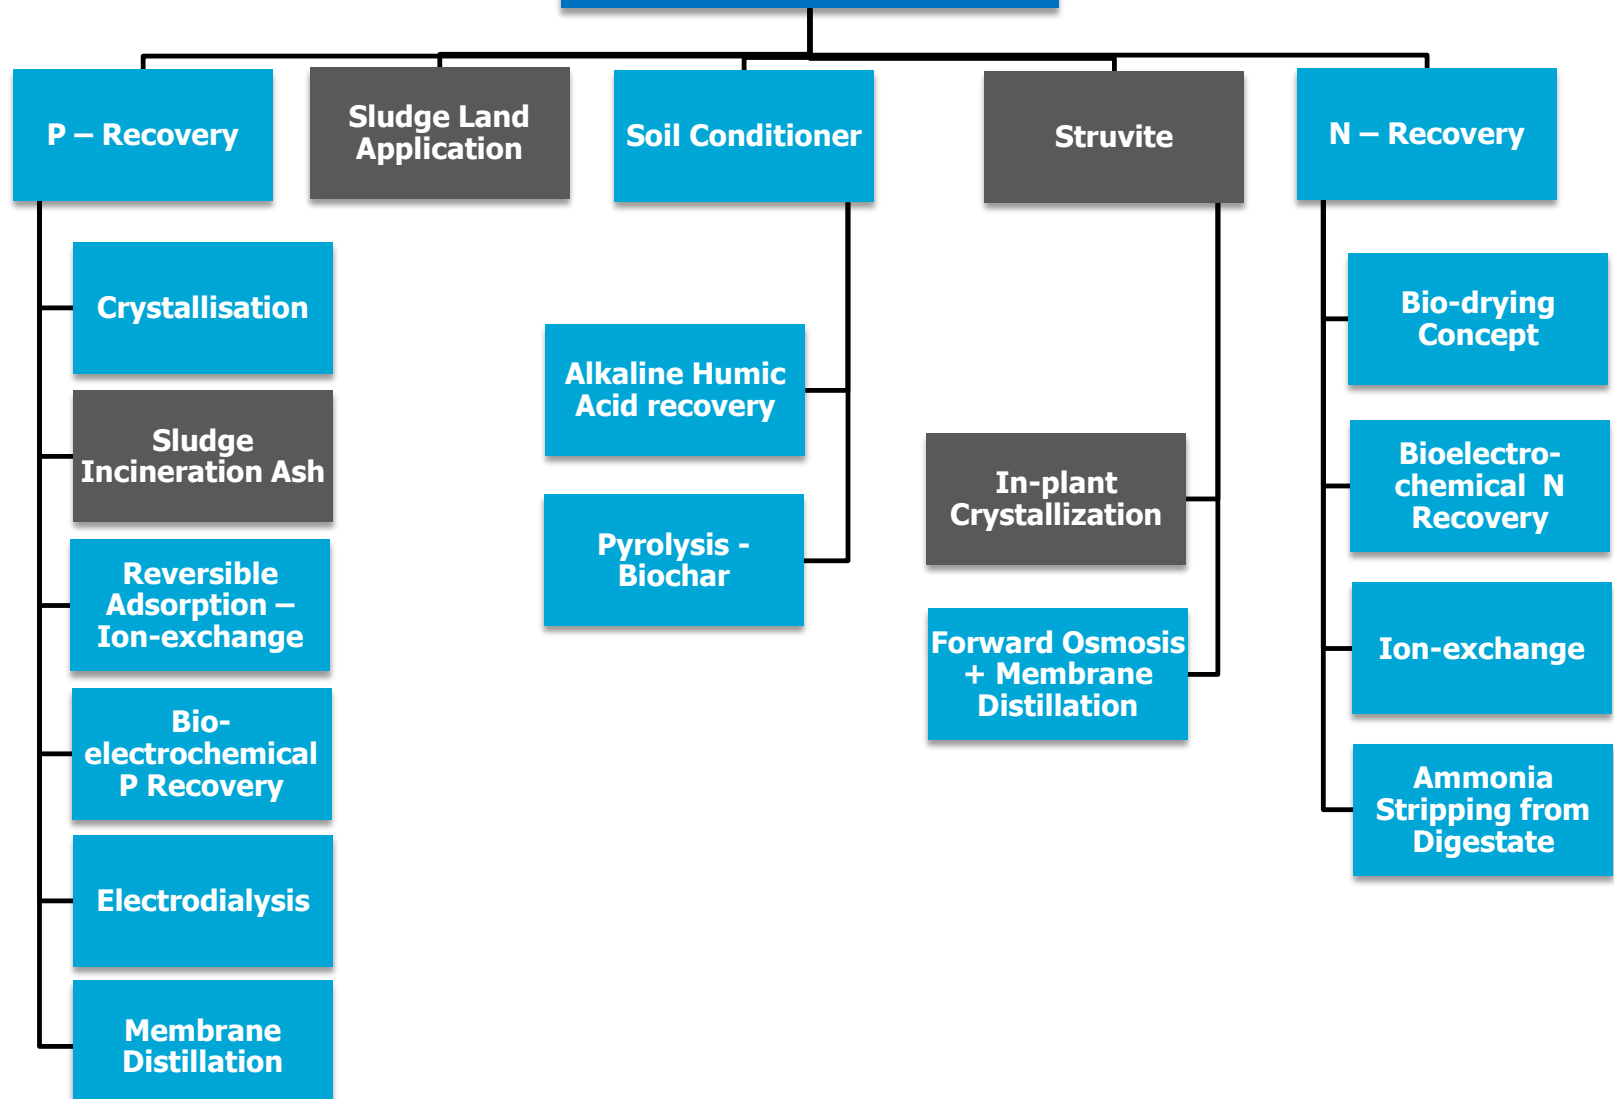 P – Recovery
Sludge Land
Application
Soil Conditioner
Struvite
N – Recovery
Crystallisation
Sludge
Incineration Ash
Reversible
Adsorption –
Ion-exchange
Bio-
electrochemical
P Recovery
Electrodialysis
Membrane
Distillation
Alkaline Humic
Acid recovery
Pyrolysis -
Biochar
In-plant
Crystallization
Forward Osmosis
+ Membrane
Distillation
Bio-drying
Concept
Bioelectro-
chemical  N
Recovery
Ion-exchange
Ammonia
Stripping from
Digestate